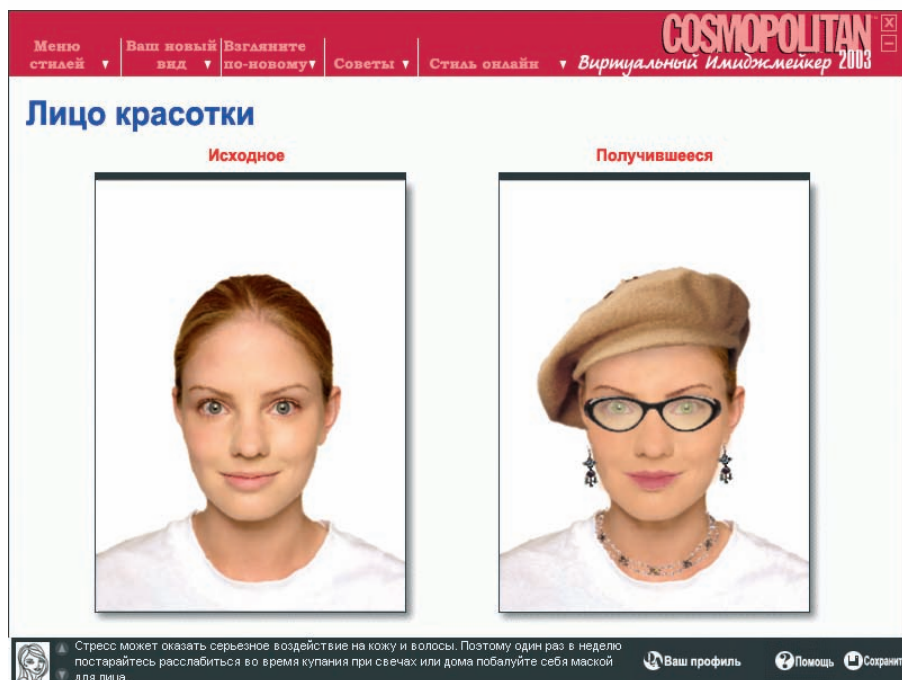 COSMOPOLITAN
Виртуальный Имиджмейкер 2003
Меню стилей
Ваш новый вид
Взгляните по-новому
Советы
Стиль онлайн
Лицо красотки
Исходное
Получившееся
Стресс может оказать серьезное воздействие на кожу и волосы. Поэтому один раз в неделю
постарайтесь расслабиться во время купания при свечах или дома побалуйте себя маской
для лица
Ваш профиль
Помощь
Сохранит